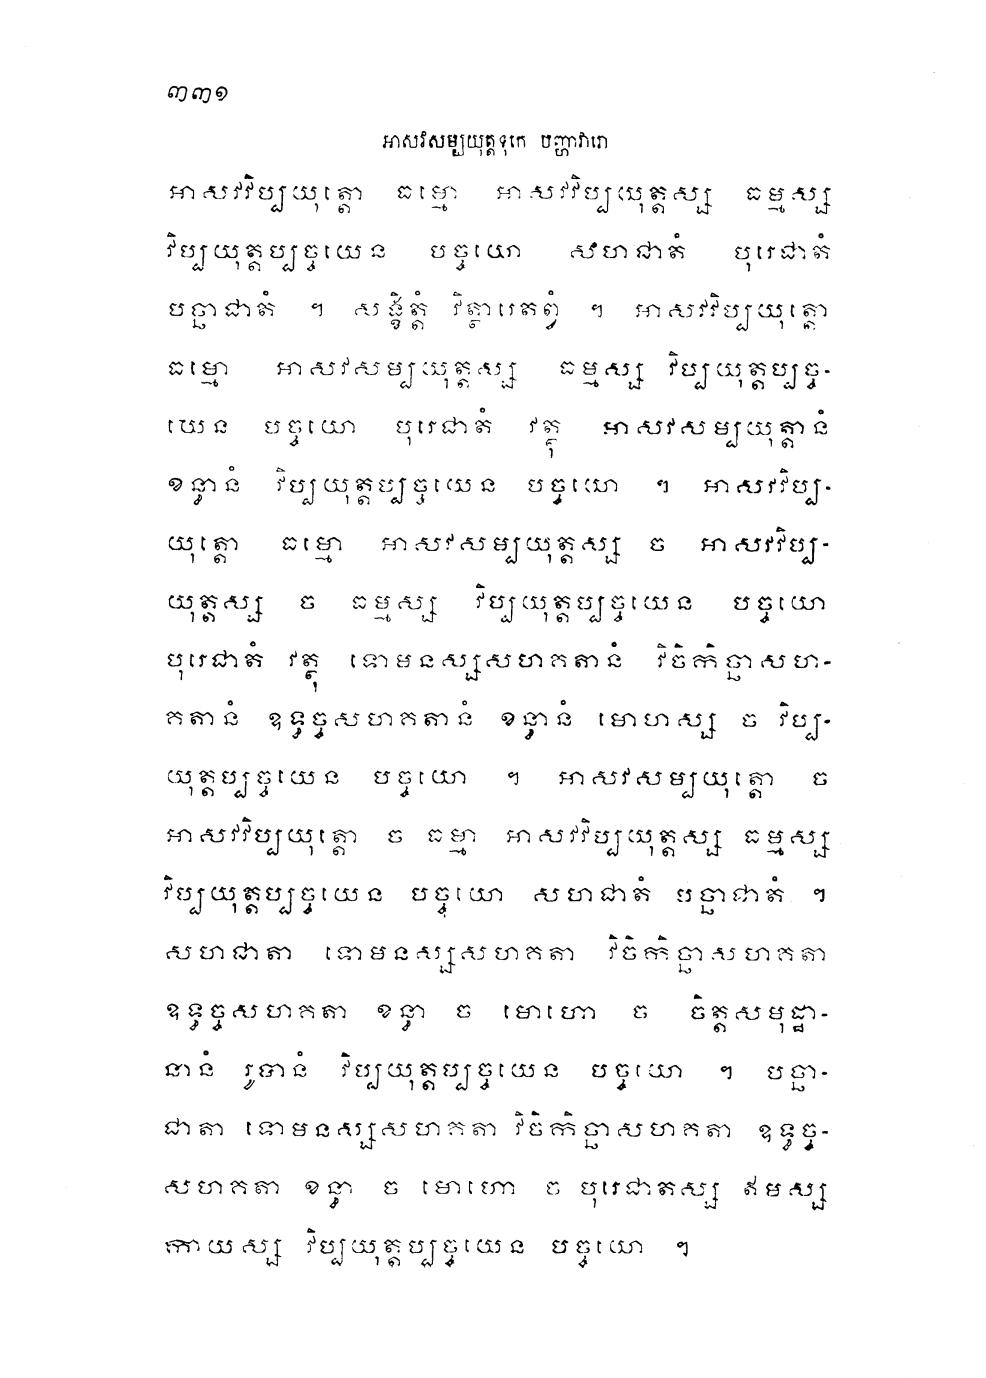 ៣៣១
អាសវសម្បយុត្តទុកេ បញ្ហាវារោ
អាសវវិប្បយុត្តោ ធម្មោ អាសវវិប្បយុត្តស្ស ធម្មស្ស
វិប្បយុត្តប្បច្ចយេន បច្ចយោ សហជាតំ បុរេជាតំ
បច្ឆាជាតំ ។ សង្ខិត្តំ វិត្ថារេតព្វំ ។ អាសវវិប្បយុត្តោ
ធម្មោ អាសវសម្បយុត្តស្ស ធម្មស្ស វិប្បយុត្តប្បច្ច-
យេន បច្ចយោ បុរេជាតំ វត្ថុ អាសវសម្បយុត្តានំ
ខន្ធានំ វិប្បយុត្តប្បច្ចយេន បច្ចយោ ។ អាសវវិប្ប-
យុត្តោ ធម្មោ អាសវសម្បយុត្តស្ស ច អាសវវិប្ប-
យុត្តស្ស ច ធម្មស្ស វិប្បយុត្តប្បច្ចយេន បច្ចយោ
បុរេជាតំ វត្ថុ ទោមនស្សសហគតានំ វិចិកិច្ឆាសហ-
គតានំ ឧទ្ធច្ចសហគតានំ ខន្ធានំ មោហស្ស ច វិប្ប-
យុត្តប្បច្ចយេន បច្ចយោ ។ អាសវសម្បយុត្តោ ច
អាសវវិប្បយុត្តោ ច ធម្មា អាសវវិប្បយុត្តស្ស ធម្មស្ស
វិប្បយុត្តប្បច្ចយេន បច្ចយោ សហជាតំ បច្ឆាជាតំ ។
សហជាតា ទោមនស្សសហគតា វិចិកិច្ឆាសហគតា
ឧទ្ធច្ចសហគតា ខន្ធា ច មោហោ ច ចិត្តសមុដ្ឋា-
នានំ រូបានំ វិប្បយុត្តប្បច្ចយេន បច្ចយោ ។ បច្ឆា-
ជាតា ទោមនស្សសហគតា វិចិកិច្ឆាសហគតា ឧទ្ធច្ច-
សហគតា ខន្ធា ច មោហោ ច បុរេជាតស្ស ឥមស្ស
កាយស្ស វិប្បយុត្តប្បច្ចយេន បច្ចយោ ។